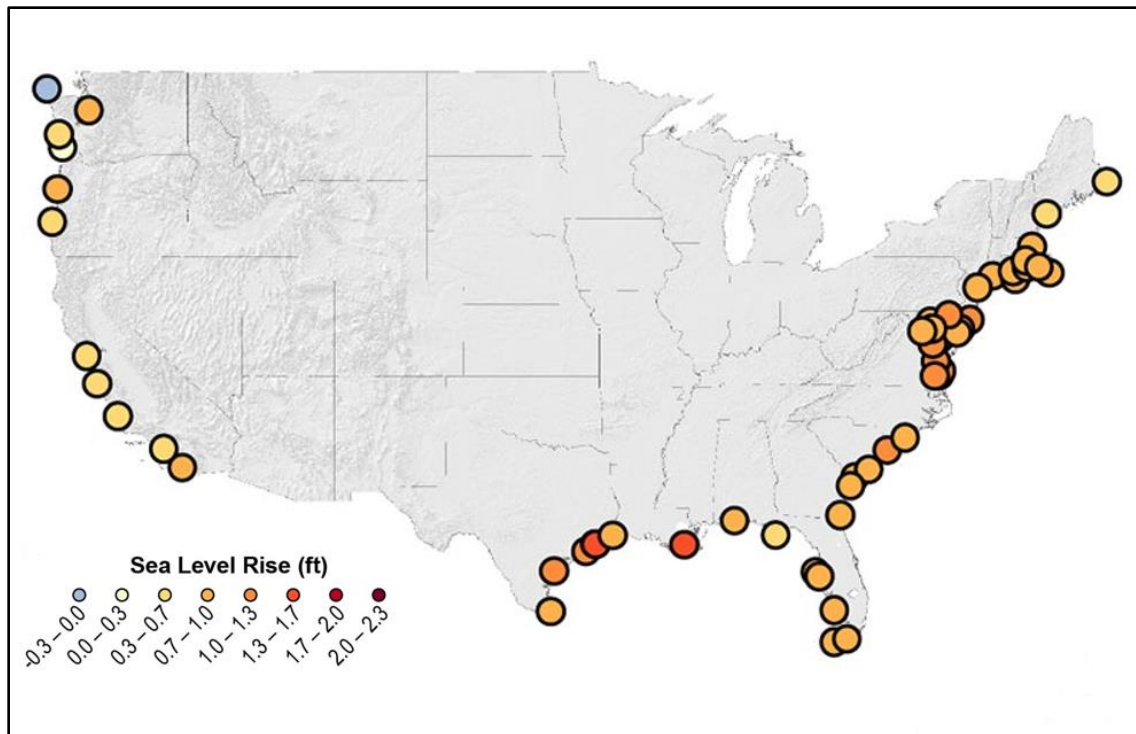 Sea Level Rise (ft)
-0.3 – 0.0
0.0 – 0.3
0.3 – 0.7
0.7 – 1.0
1.0 – 1.3
1.3 – 1.7
1.7 – 2.0
2.0 – 2.3